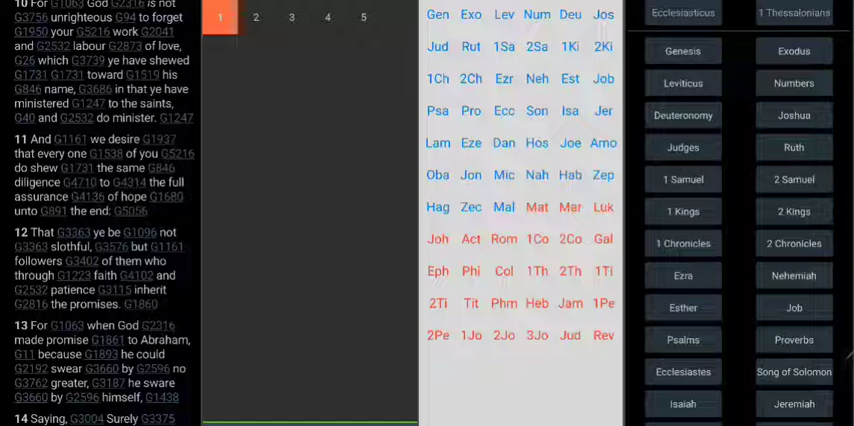 10 For G1063 God G2316 is not
G3756 unrighteous G94 to forget
G1950 your G5216 work G2041
and G2532 labour G2873 of love,
G26 which G3739 ye have shewed
G1731 G1731 toward G1519 his
G846 name, G3686 in that ye have
ministered G1247 to the saints,
G40 and G2532 do minister. G1247
11 And G1161 we desire G1937
that every one G1538 of you G5216
do shew G1731 the same G846
diligence G4710 to G4314 the full
assurance G4136 of hope G1680
unto G891 the end: G5056
12 That G3363 ye be G1096 not
G3363 slothful, G3576 but G1161
followers G3402 of them who
through G1223 faith G4102 and
G2532 patience G3115 inherit
G2816 the promises. G1860
13 For G1063 when God G2316
made promise G1861 to Abraham,
G11 because G1893 he could
G2192 swear G3660 by G2596 no
G3762 greater, G3187 he sware
G3660 by G2596 himself, G1438
14 Saying, G3004 Surely G3375
1 2 3 4 5
Gen Exo Lev Num Deu Jos
Jud Rut 1Sa 2Sa 1Ki 2Ki
1Ch 2Ch Ezr Neh Est Job
Psa Pro Ecc Son Isa Jer
Lam Eze Dan Hos Joe Amo
Oba Jon Mic Nah Hab Zep
Hag Zec Mal Mat Mar Luk
Joh Act Rom 1Co 2Co Gal
Eph Phi Col 1Th 2Th 1Ti
2Ti Tit Phm Heb Jam 1Pe
2Pe 1Jo 2Jo 3Jo Jud Rev
Ecclesiasticus 1 Thessalonians
Genesis Exodus
Leviticus Numbers
Deuteronomy Joshua
Judges Ruth
1 Samuel 2 Samuel
1 Kings 2 Kings
1 Chronicles 2 Chronicles
Ezra Nehemiah
Esther Job
Psalms Proverbs
Ecclesiastes Song of Solomon
Isaiah Jeremiah